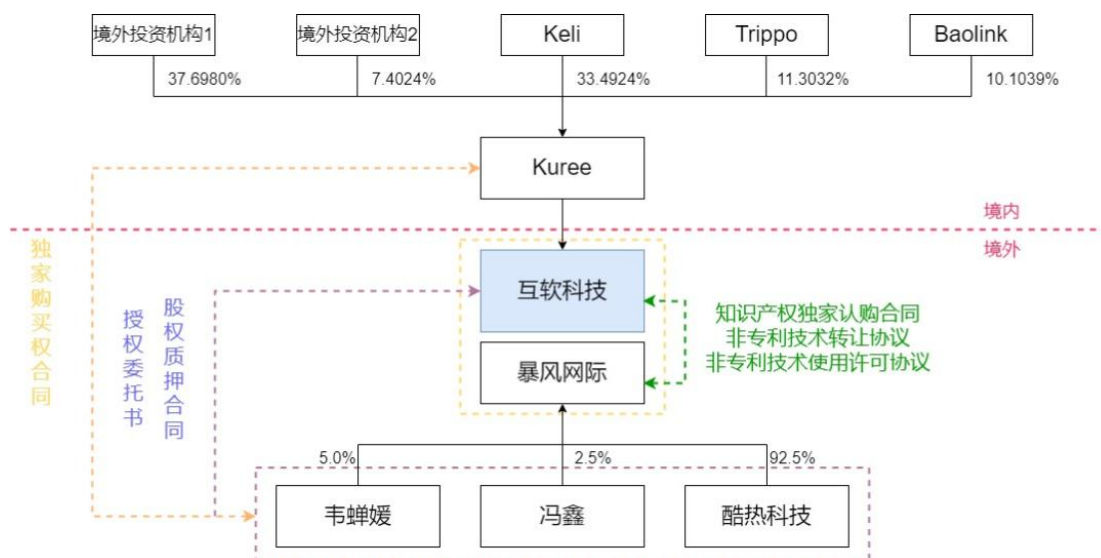 境外投资机构1
境外投资机构2
Keli
Trippo
Baolink
37.6980%
7.4024%
33.4924%
11.3032%
10.1039%
Kuree
境内
境外
独家购买权合同
授权委托书
股权质押合同
互软科技
暴风网际
知识产权独家认购合同
非专利技术转让协议
非专利技术使用许可协议
5.0%
2.5%
92.5%
韦蝉媛
冯鑫
酷热科技